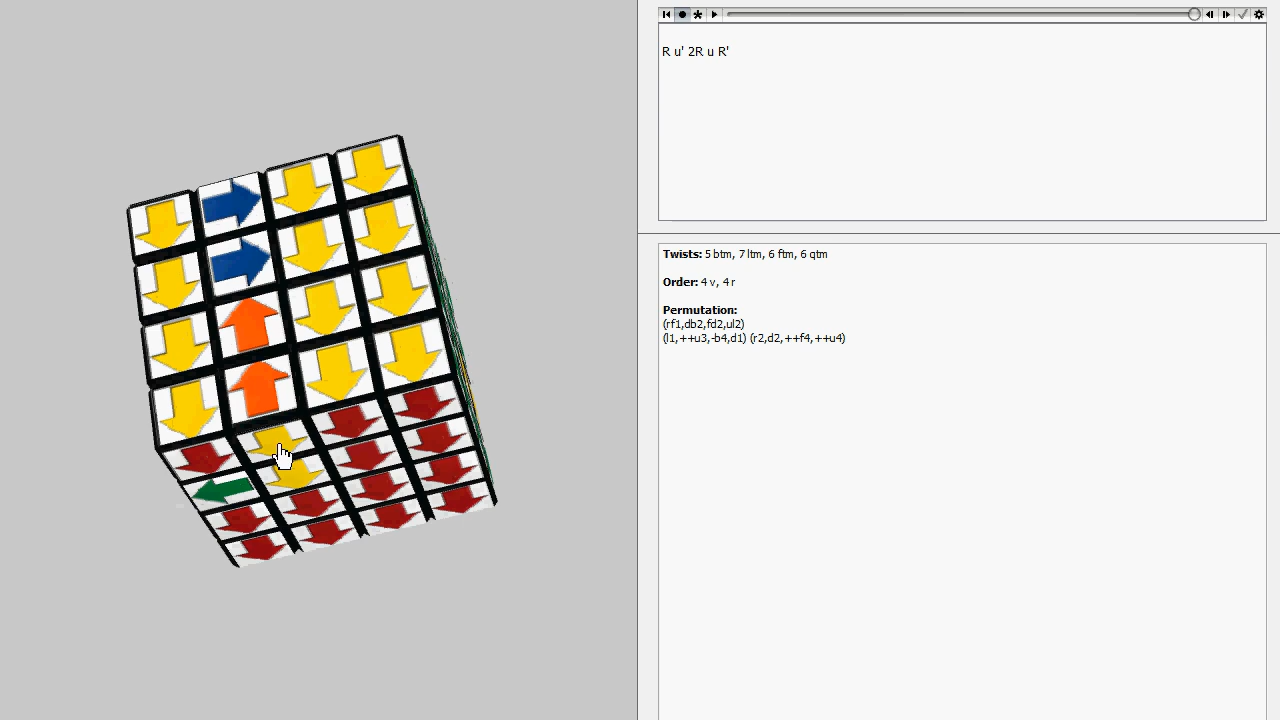 R u' 2R u R'
Twists: 5 btm, 7 ltm, 6 ftm, 6 qtm
Order: 4 v, 4 r
Permutation:
(rf1,db2,fd2,ul2)
(l1,++u3,-b4,d1) (r2,d2,++f4,++u4)